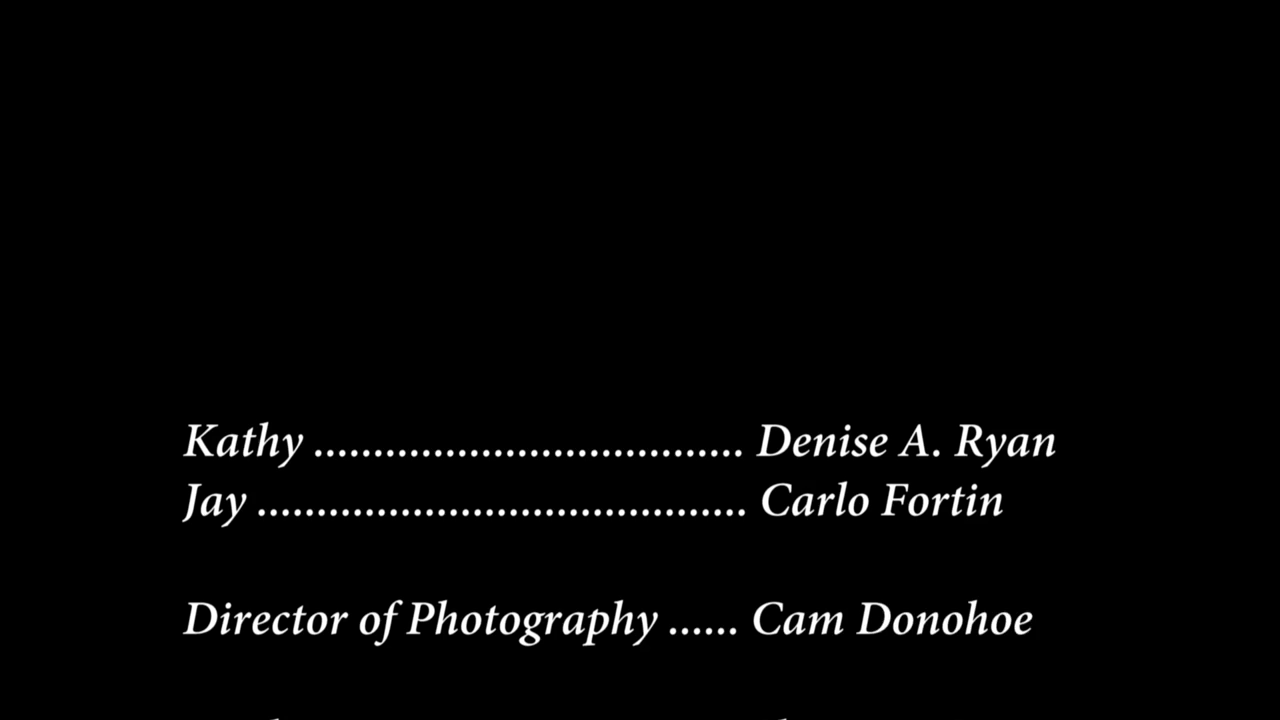 Kathy .................................... Denise A. Ryan
Jay ......................................... Carlo Fortin
Director of Photography ...... Cam Donohoe